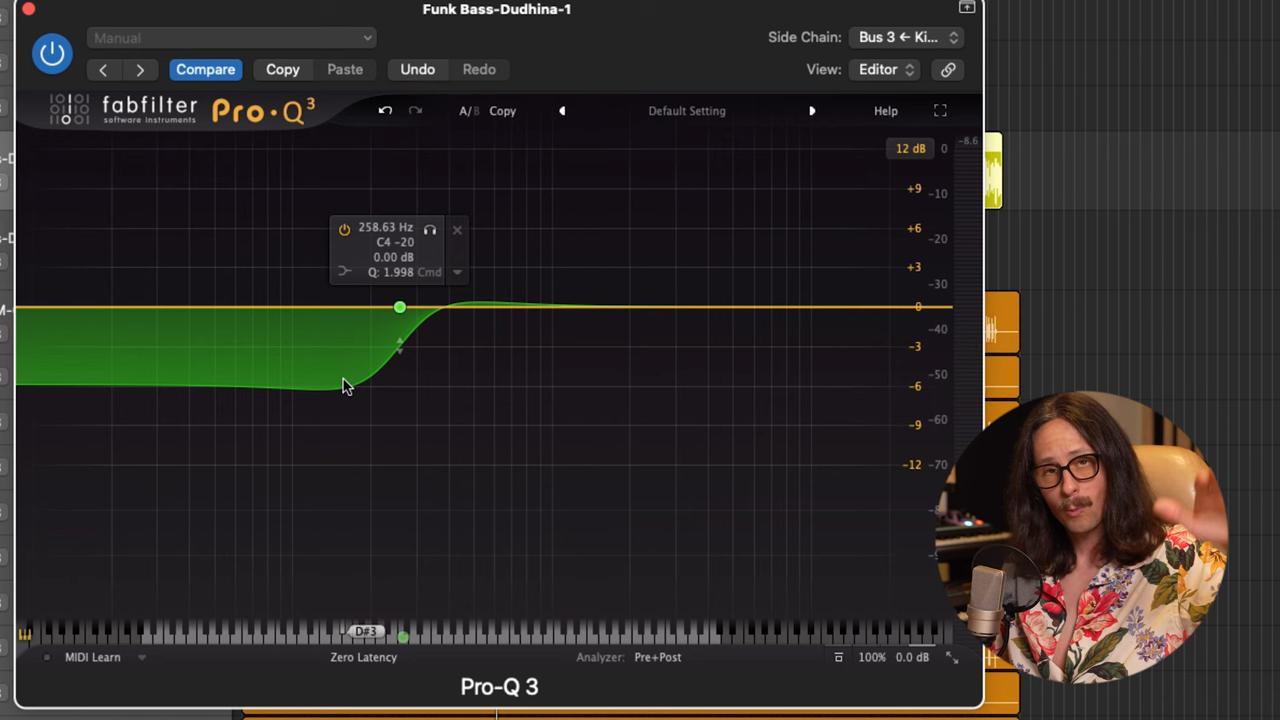 Funk Bass-Dudhina-1
Manual
Side Chain: Bus 3 ← Ki...
Compare Copy Paste Undo Redo
View: Editor
fabfilter
software instruments
Pro·Q³
A/B Copy
Default Setting
Help
12 dB 0 -8.6
+9 -10
+6 -20
+3 -30
0 -40
-3 -50
-6 -60
-9 -70
-12
258.63 Hz
C4 -20
0.00 dB
Q: 1.998 Cmd
D#3
MIDI Learn
Zero Latency
Analyzer: Pre+Post
100% 0.0 dB
Pro-Q 3